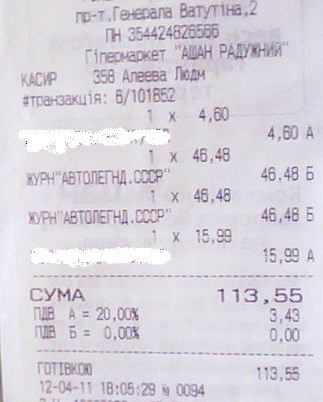 пр-т.Генерала Ватутіна,2
ПН 354424826566
Гіпермаркет "АШАН РАДУЖНИЙ"
КАСИР 358 Алеева Людм
#транзакція: 6/101852
1 x 4,60
4,60 А
1 x 46,48
ЖУРН"АВТОЛЕГНД.СССР" 46,48 Б
1 x 46,48
ЖУРН"АВТОЛЕГНД.СССР" 46,48 Б
1 x 15,99
15,99 А
СУМА 113,55
ПДВ А = 20,00% 3,43
ПДВ Б = 0,00% 0,00
ГОТІВКОЮ 113,55
12-04-11 18:05:29 № 0094